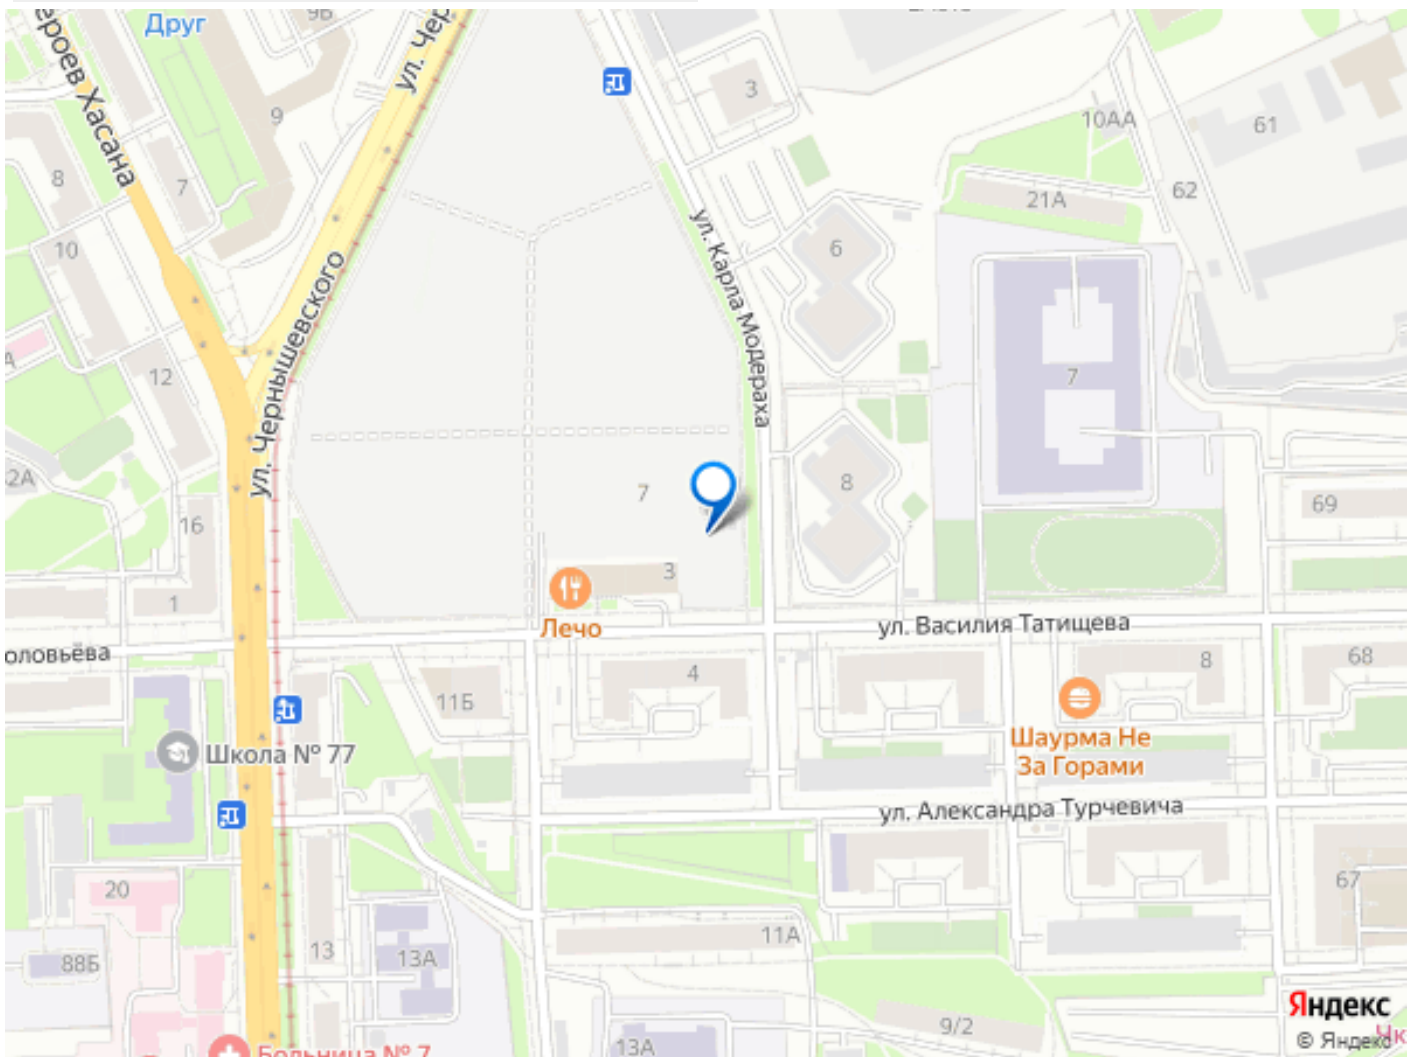 Друг
9Б
ул. Чер
ероев Хасана
9
3
10АА
61
8
7
62
21А
ул. Карла Модераха
10
6
ул. Чернышевского
12
7
2А
16
7
8
69
3
1
Лечо
ул. Василия Татищева
оловьёва
4
8
68
11Б
Школа № 77
Шаурма Не
За Горами
ул. Александра Турчевича
20
67
11А
13
13А
88Б
9/2
13А
Больница № 7
Яндекс
© Яндекс
Чк